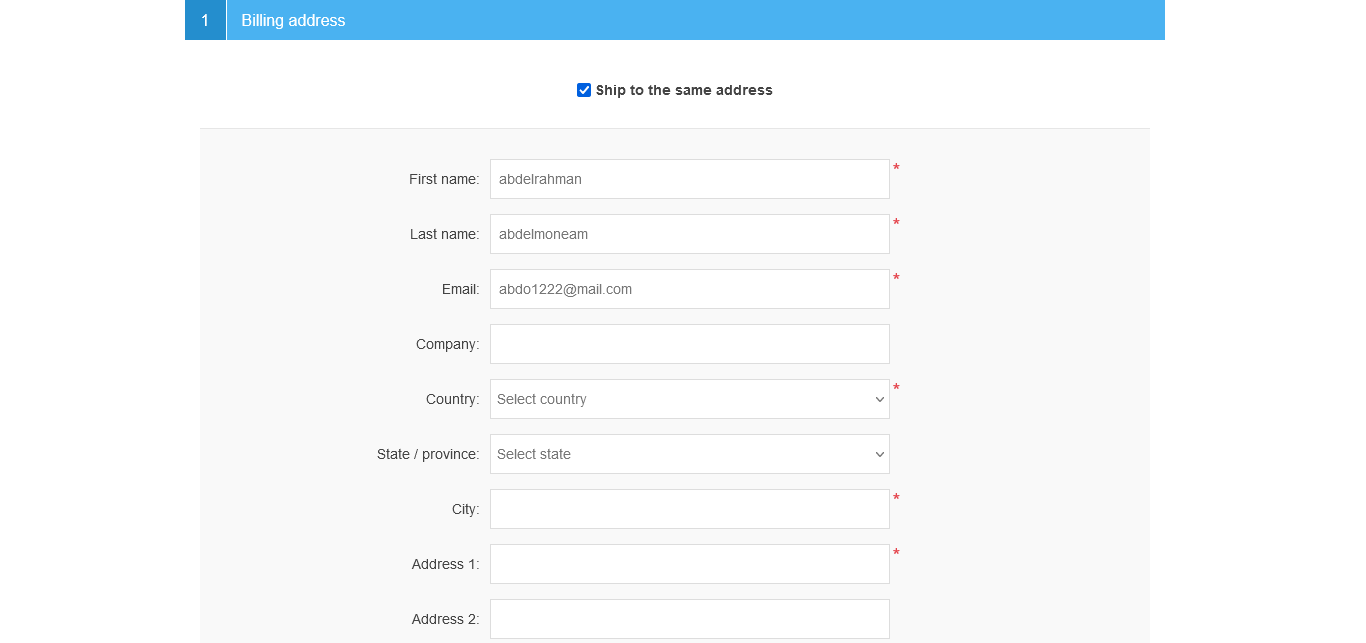 1 Billing address
Ship to the same address
First name: abdelrahman *
Last name: abdelmoneam *
Email: abdo1222@mail.com *
Company:
Country: Select country *
State / province: Select state
City: *
Address 1: *
Address 2: